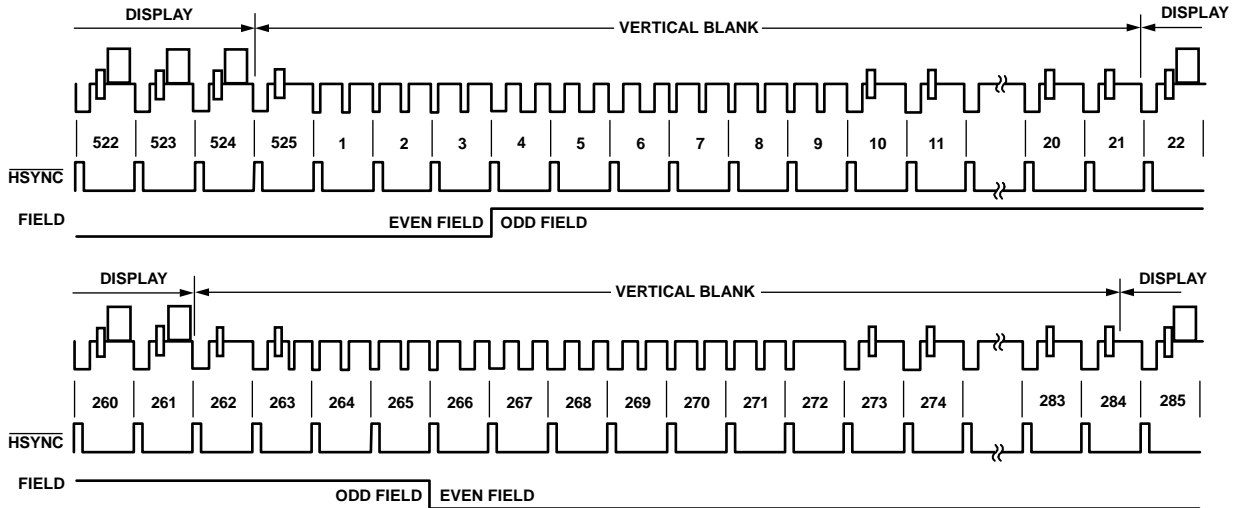 DISPLAY VERTICAL BLANK DISPLAY
522 523 524 525 1 2 3 4 5 6 7 8 9 10 11 20 21 22
HSYNC
FIELD EVEN FIELD ODD FIELD
DISPLAY VERTICAL BLANK DISPLAY
260 261 262 263 264 265 266 267 268 269 270 271 272 273 274 283 284 285
HSYNC
FIELD ODD FIELD EVEN FIELD